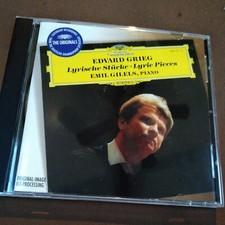 THE ORIGINALS
EDVARD GRIEG
Lyrische Stücke · Lyric Pieces
EMIL GILELS, PIANO
ORIGINAL-IMAGE
BIT-PROCESSING